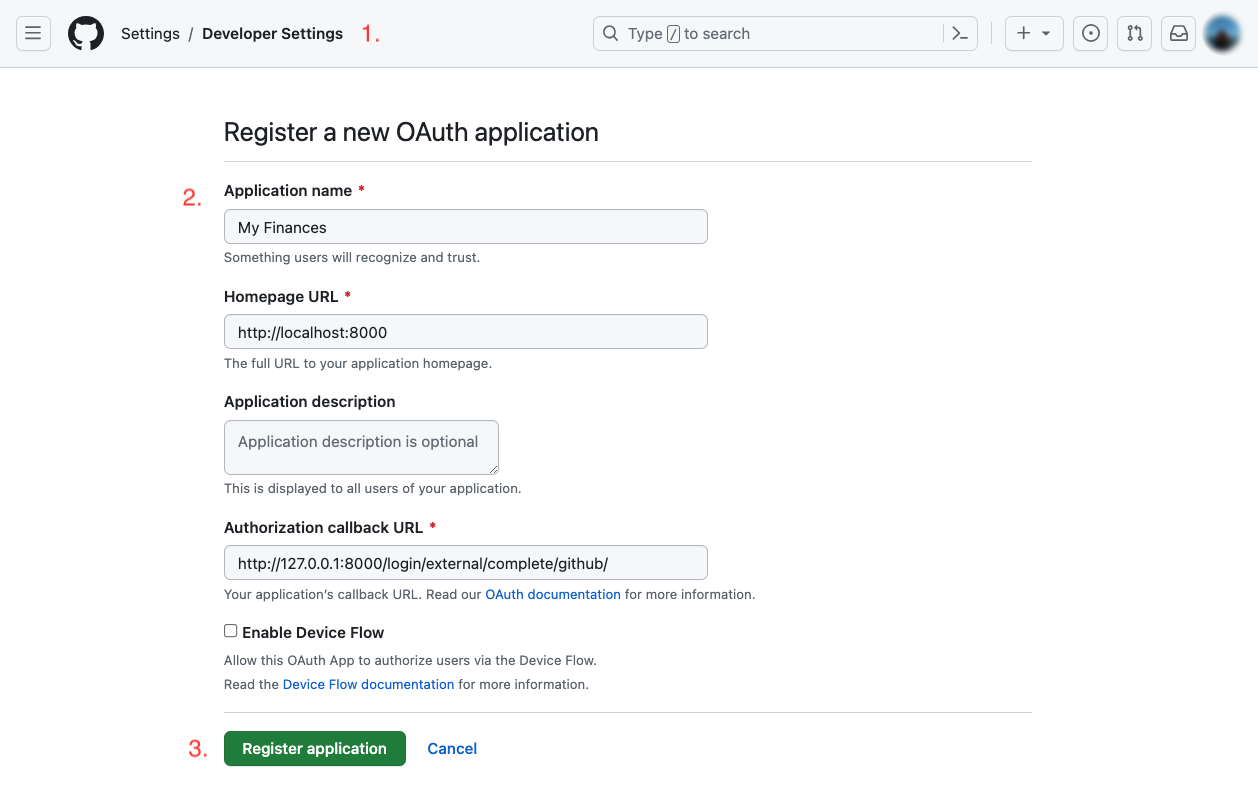 Settings / Developer Settings 1. Type / to search
Register a new OAuth application
2. Application name *
My Finances
Something users will recognize and trust.
Homepage URL *
http://localhost:8000
The full URL to your application homepage.
Application description
Application description is optional
This is displayed to all users of your application.
Authorization callback URL *
http://127.0.0.1:8000/login/external/complete/github/
Your application's callback URL. Read our OAuth documentation for more information.
Enable Device Flow
Allow this OAuth App to authorize users via the Device Flow.
Read the Device Flow documentation for more information.
3. Register application Cancel